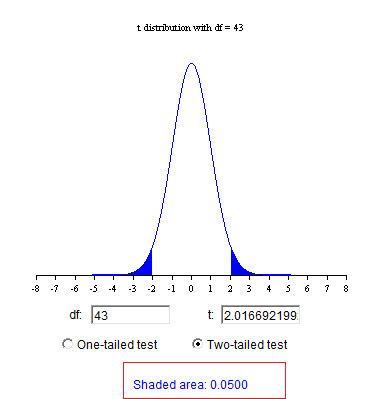 t distribution with df = 43
-8 -7 -6 -5 -4 -3 -2 -1 0 1 2 3 4 5 6 7 8
df: 43 t: 2.016692199
One-tailed test Two-tailed test
Shaded area: 0.0500